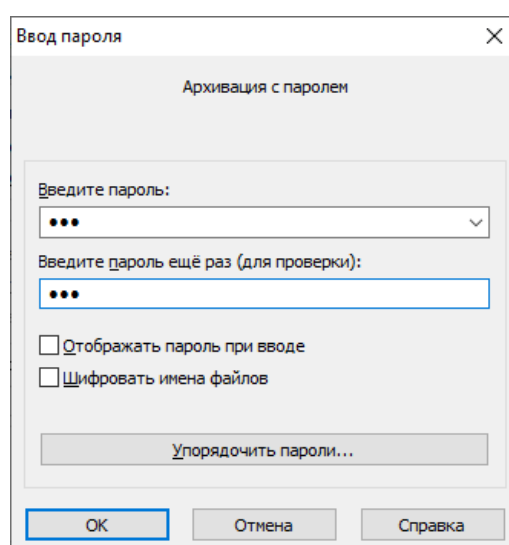 Ввод пароля
Архивация с паролем
Введите пароль:
•••
Введите пароль ещё раз (для проверки):
•••
Отображать пароль при вводе
Шифровать имена файлов
Упорядочить пароли...
ОК
Отмена
Справка